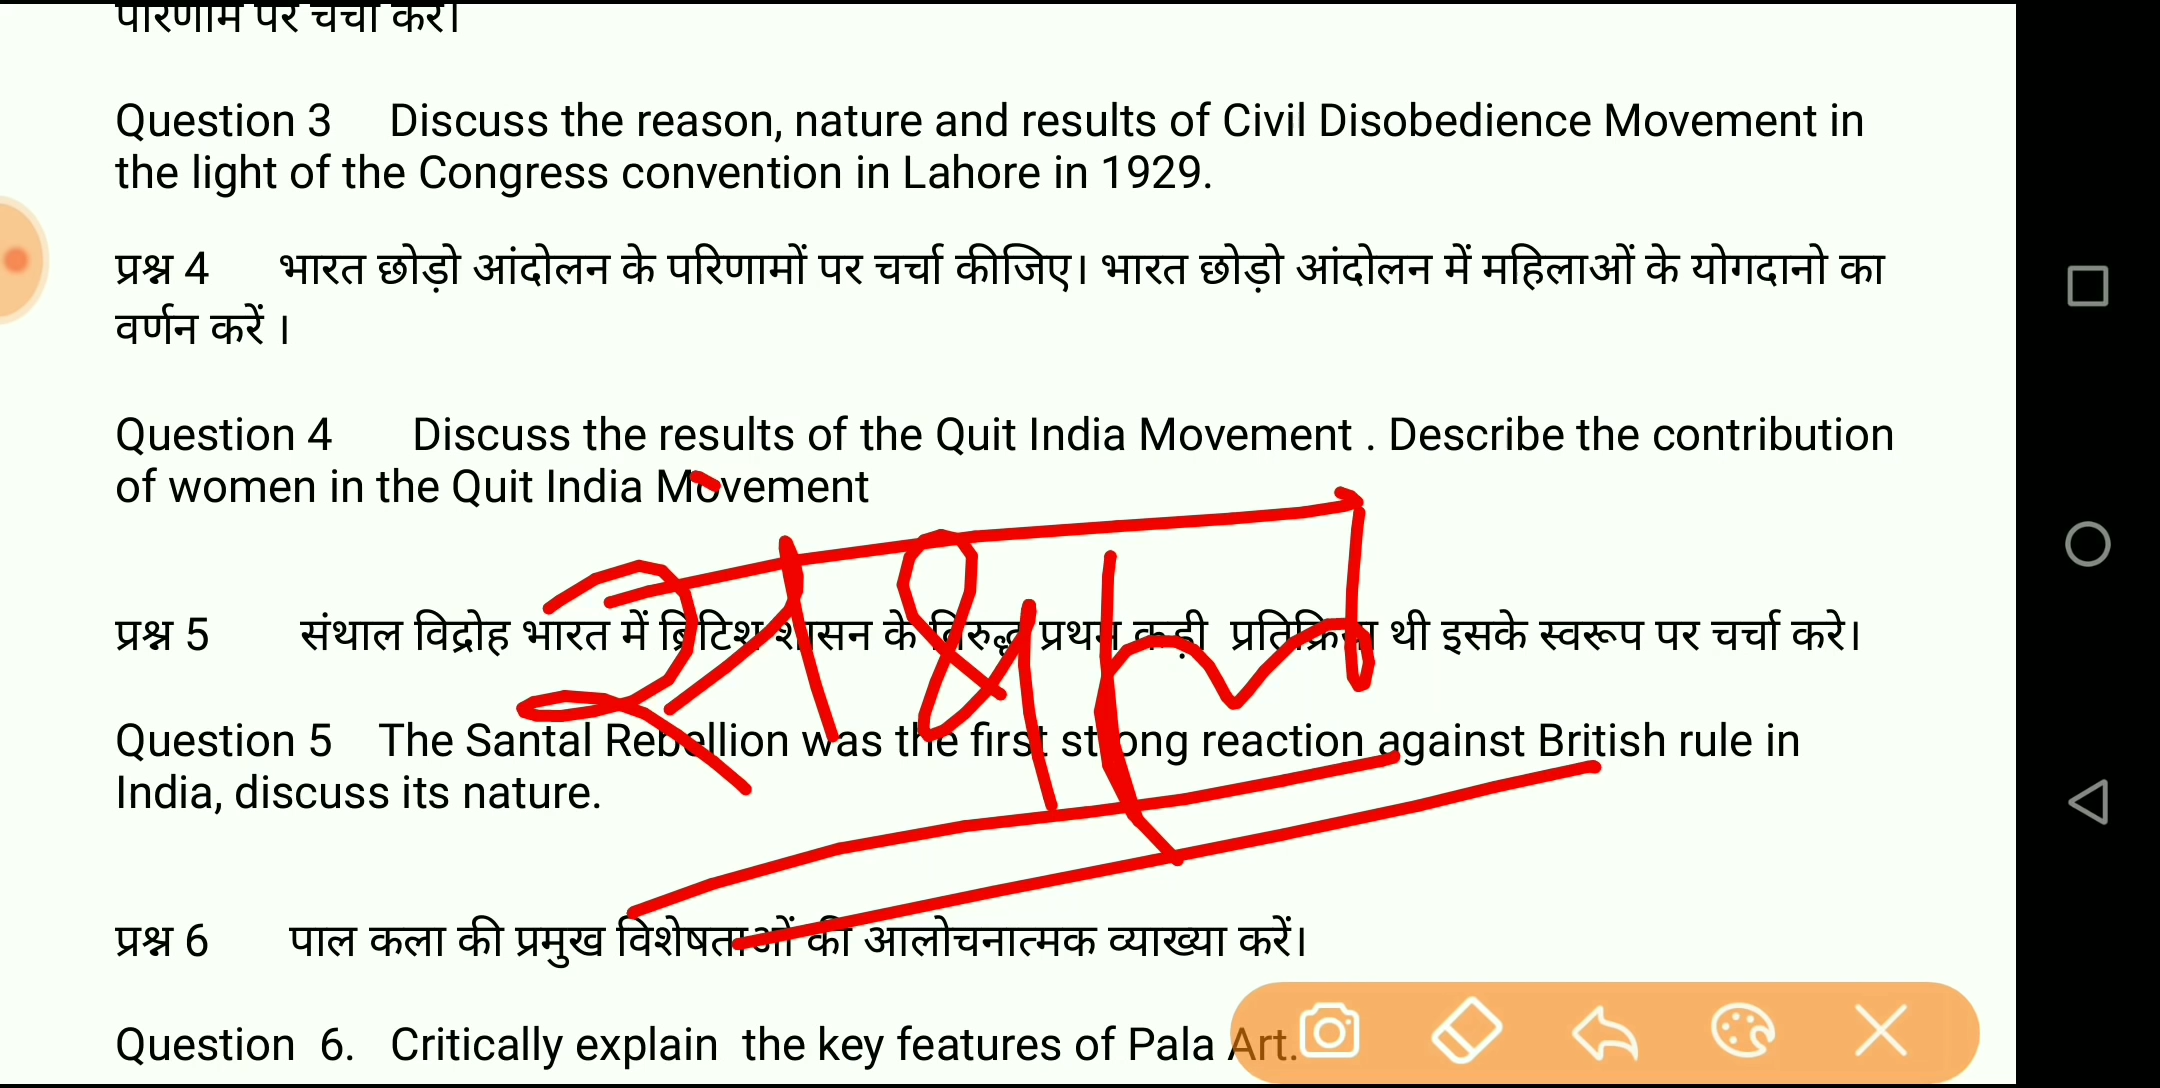 परिणाम पर चर्चा करें।
Question 3 Discuss the reason, nature and results of Civil Disobedience Movement in
the light of the Congress convention in Lahore in 1929.
प्रश्न 4 भारत छोड़ो आंदोलन के परिणामों पर चर्चा कीजिए। भारत छोड़ो आंदोलन में महिलाओं के योगदानो का
वर्णन करें ।
Question 4 Discuss the results of the Quit India Movement . Describe the contribution
of women in the Quit India Movement
प्रश्न 5 संथाल विद्रोह भारत में ब्रिटिश शासन के विरुद्ध प्रथम कड़ी प्रतिक्रिया थी इसके स्वरूप पर चर्चा करे।
Question 5 The Santal Rebellion was the first strong reaction against British rule in
India, discuss its nature.
प्रश्न 6 पाल कला की प्रमुख विशेषताओं की आलोचनात्मक व्याख्या करें।
Question 6. Critically explain the key features of Pala Art.